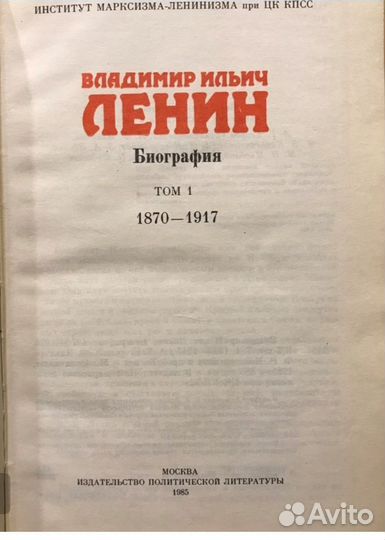 ИНСТИТУТ МАРКСИЗМА-ЛЕНИНИЗМА при ЦК КПСС
ВЛАДИМИР ИЛЬИЧ
ЛЕНИН
Биография
ТОМ 1
1870—1917
МОСКВА
ИЗДАТЕЛЬСТВО ПОЛИТИЧЕСКОЙ ЛИТЕРАТУРЫ
1985
Avito